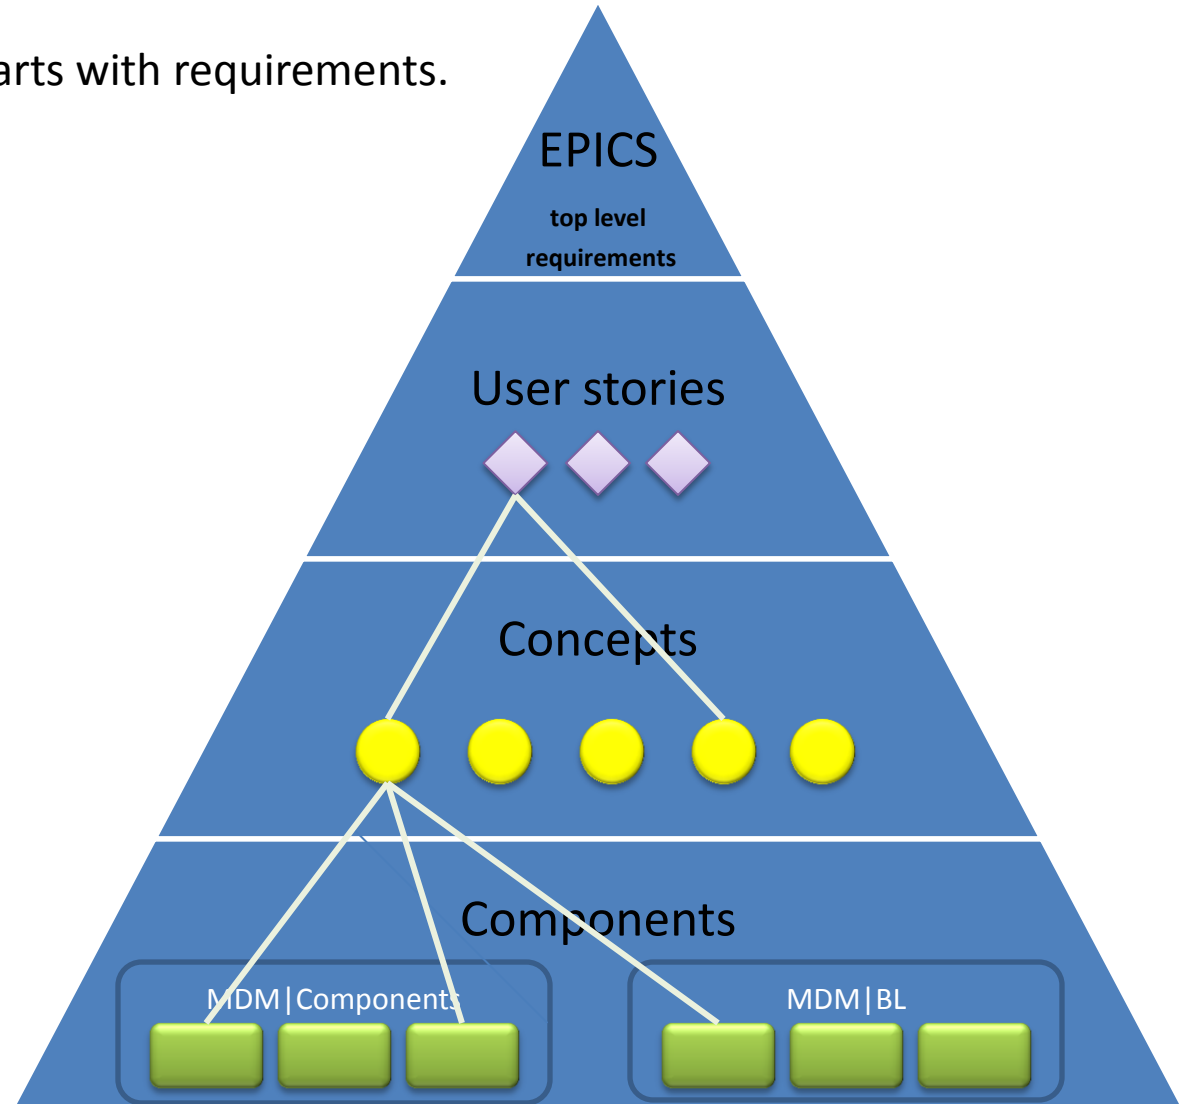 arts with requirements.
EPICS
top level
requirements
User stories
Concepts
Components
MDM|Components
MDM|BL